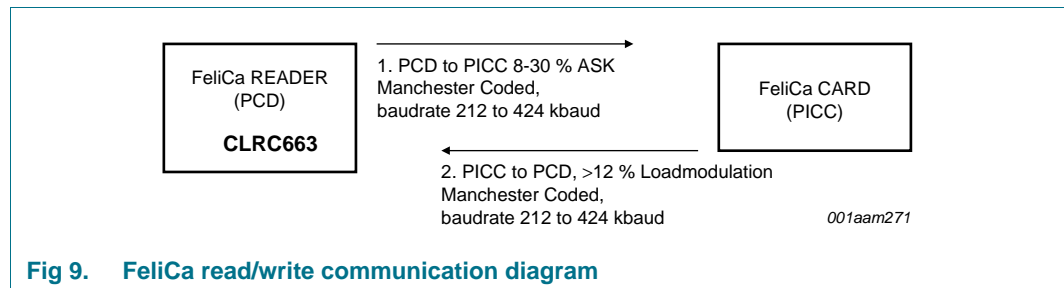 FeliCa READER
(PCD)
CLRC663
1. PCD to PICC 8-30 % ASK
Manchester Coded,
baudrate 212 to 424 kbaud
FeliCa CARD
(PICC)
2. PICC to PCD, >12 % Loadmodulation
Manchester Coded,
baudrate 212 to 424 kbaud
001aam271
Fig 9. FeliCa read/write communication diagram